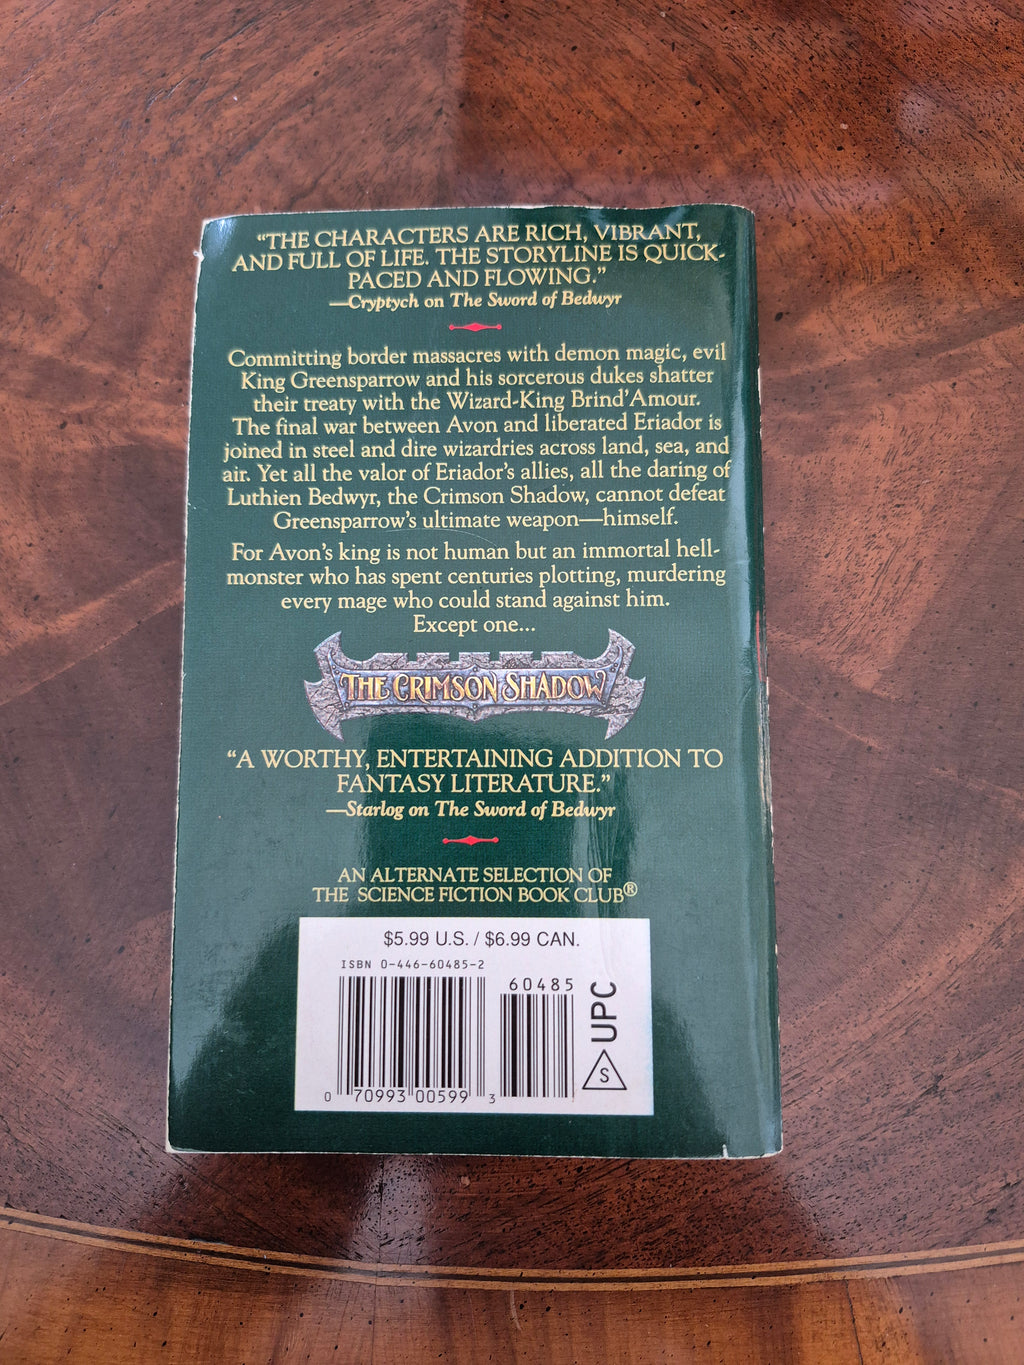 “THE CHARACTERS ARE RICH, VIBRANT,
AND FULL OF LIFE. THE STORYLINE IS QUICK-
PACED AND FLOWING.”
—Cryptych on The Sword of Bedwyr
Committing border massacres with demon magic, evil
King Greensparrow and his sorcerous dukes shatter
their treaty with the Wizard-King Brind’Amour.
The final war between Avon and liberated Eriador is
joined in steel and dire wizardries across land, sea, and
air. Yet all the valor of Eriador’s allies, all the daring of
Luthien Bedwyr, the Crimson Shadow, cannot defeat
Greensparrow’s ultimate weapon—himself.
For Avon’s king is not human but an immortal hell-
monster who has spent centuries plotting, murdering
every mage who could stand against him.
Except one...
THE CRIMSON SHADOW
“A WORTHY, ENTERTAINING ADDITION TO
FANTASY LITERATURE.”
—Starlog on The Sword of Bedwyr
AN ALTERNATE SELECTION OF
THE SCIENCE FICTION BOOK CLUB®
$5.99 U.S. / $6.99 CAN.
ISBN 0-446-60485-2
60485
0 70993 00599 3
UPC
S